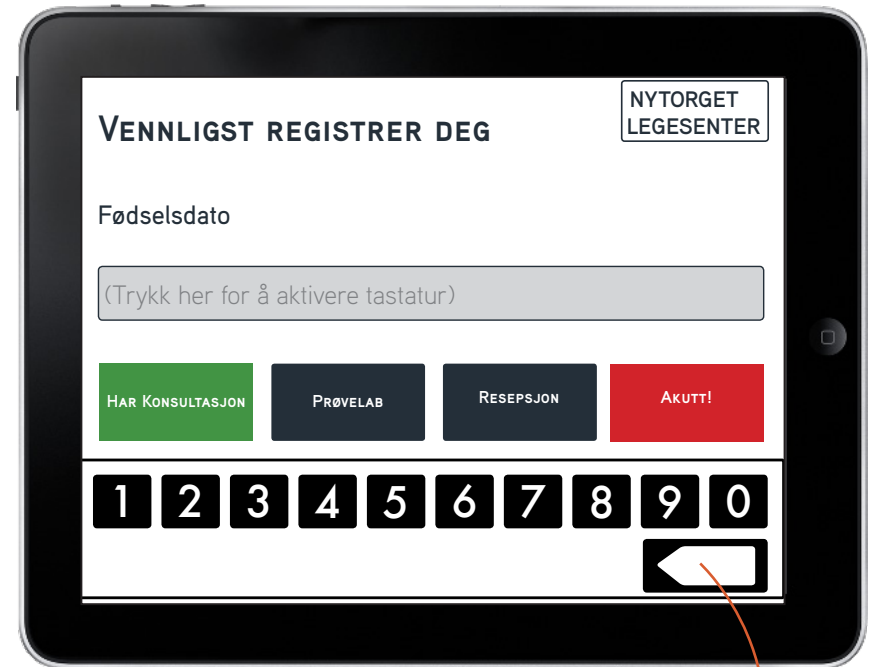 VENNLIGST REGISTRER DEG
NYTORGET
LEGESENTER
Fødselsdato
(Trykk her for å aktivere tastatur)
HAR KONSULTASJON
PRØVELAB
RESEPSJON
AKUTT!
1 2 3 4 5 6 7 8 9 0